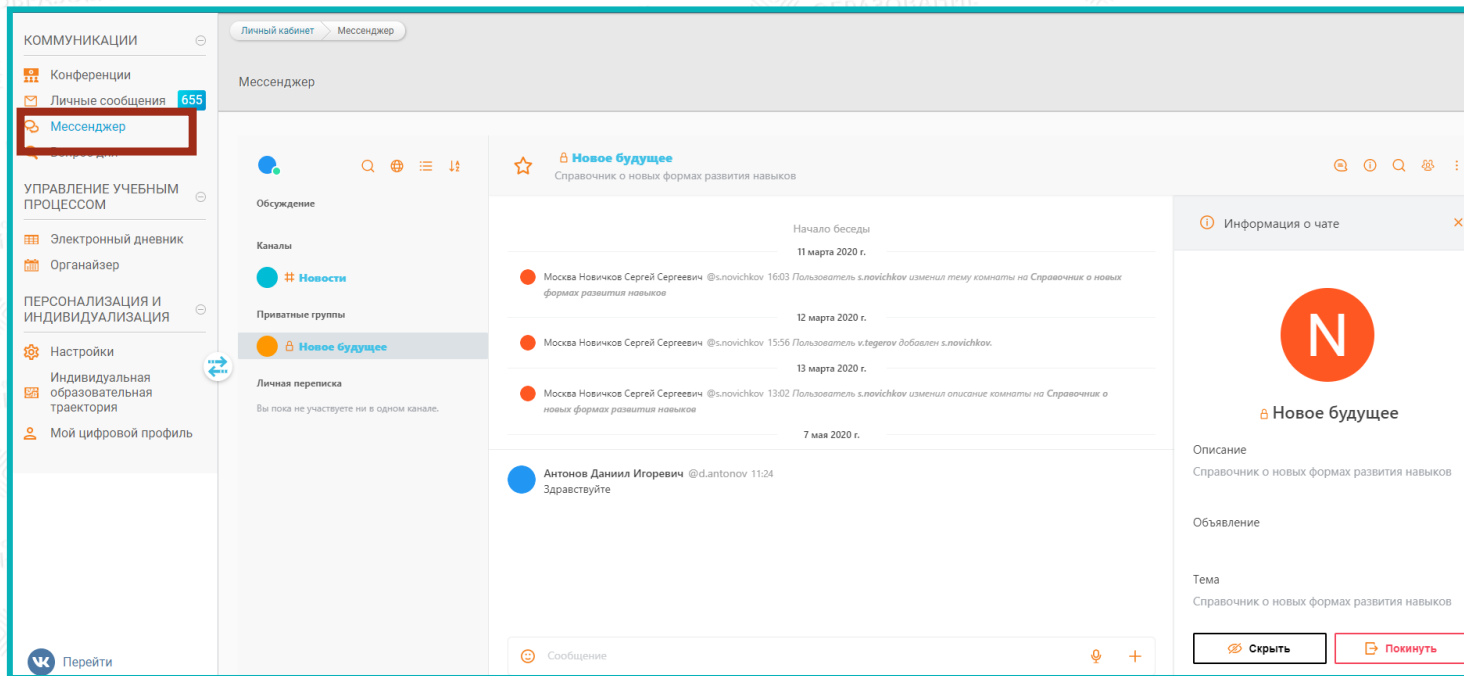 КОММУНИКАЦИИ
Конференции
Личные сообщения 655
Мессенджер
УПРАВЛЕНИЕ УЧЕБНЫМ
ПРОЦЕССОМ
Электронный дневник
Органайзер
ПЕРСОНАЛИЗАЦИЯ И
ИНДИВИДУАЛИЗАЦИЯ
Настройки
Индивидуальная
образовательная
траектория
Мой цифровой профиль
Перейти
Личный кабинет Мессенджер
Мессенджер
Обсуждение
Каналы
# Новости
Приватные группы
Новое будущее
Личная переписка
Вы пока не участвуете ни в одном канале.
Новое будущее
Справочник о новых формах развития навыков
Начало беседы
11 марта 2020 г.
Москва Новичков Сергей Сергеевич @s.novichkov 16:03 Пользователь s.novichkov изменил тему комнаты на Справочник о новых
формах развития навыков
12 марта 2020 г.
Москва Новичков Сергей Сергеевич @s.novichkov 15:56 Пользователь v.tegerov добавлен s.novichkov.
13 марта 2020 г.
Москва Новичков Сергей Сергеевич @s.novichkov 13:02 Пользователь s.novichkov изменил описание комнаты на Справочник о
новых формах развития навыков
7 мая 2020 г.
Антонов Даниил Игоревич @d.antonov 11:24
Здравствуйте
Сообщение
Информация о чате
N
Новое будущее
Описание
Справочник о новых формах развития навыков
Объявление
Тема
Справочник о новых формах развития навыков
Скрыть
Покинуть